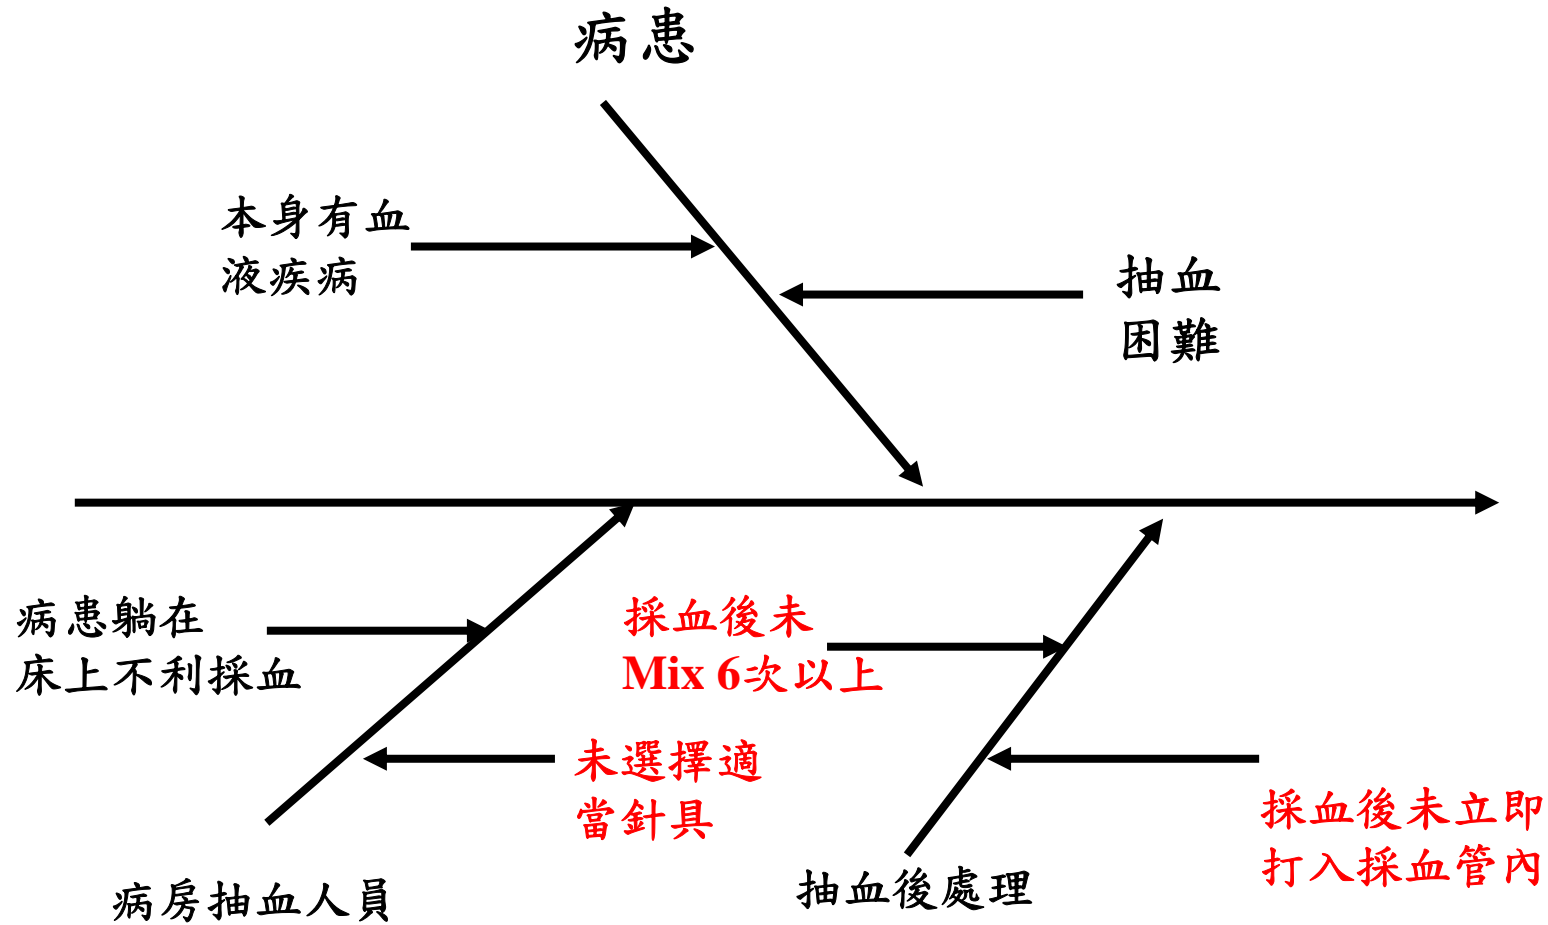 病患
本身有血
液疾病
抽血
困難
病患躺在
床上不利採血
採血後未
Mix 6次以上
未選擇適
當針具
採血後未立即
打入採血管內
病房抽血人員
抽血後處理